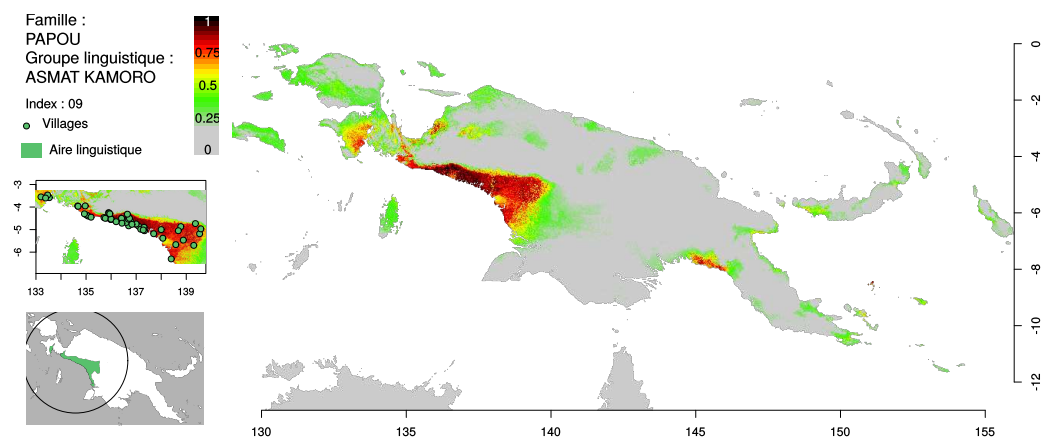 Famille :
PAPOU
Groupe linguistique :
ASMAT KAMORO
Index : 09
Villages
Aire linguistique
1
0.75
0.5
0.25
0
-3
-4
-5
-6
133 135 137 139
0
-2
-4
-6
-8
-10
-12
130 135 140 145 150 155